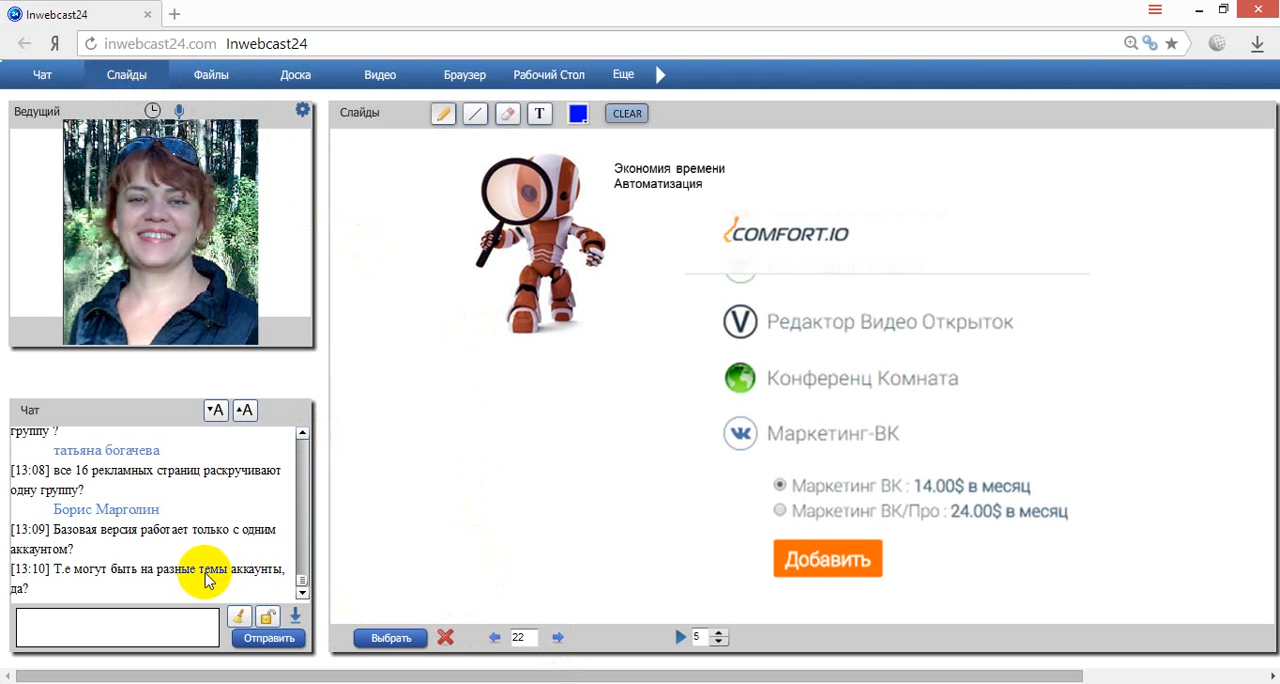 Inwebcast24
inwebcast24.com Inwebcast24
Чат Слайды Файлы Доска Видео Браузер Рабочий Стол Еще
Ведущий
Слайды
T
CLEAR
Экономия времени
Автоматизация
COMFORT.IO
Редактор Видео Открыток
Конференц Комната
Маркетинг-ВК
Маркетинг ВК : 14.00$ в месяц
Маркетинг ВК/Про : 24.00$ в месяц
Добавить
Чат
A A
группу ?
татьяна богачева
[13:08] все 16 рекламных страниц раскручивают
одну группу?
Борис Марголин
[13:09] Базовая версия работает только с одним
аккаунтом?
[13:10] Т.е могут быть на разные темы аккаунты,
да?
Отправить
Выбрать
22
5